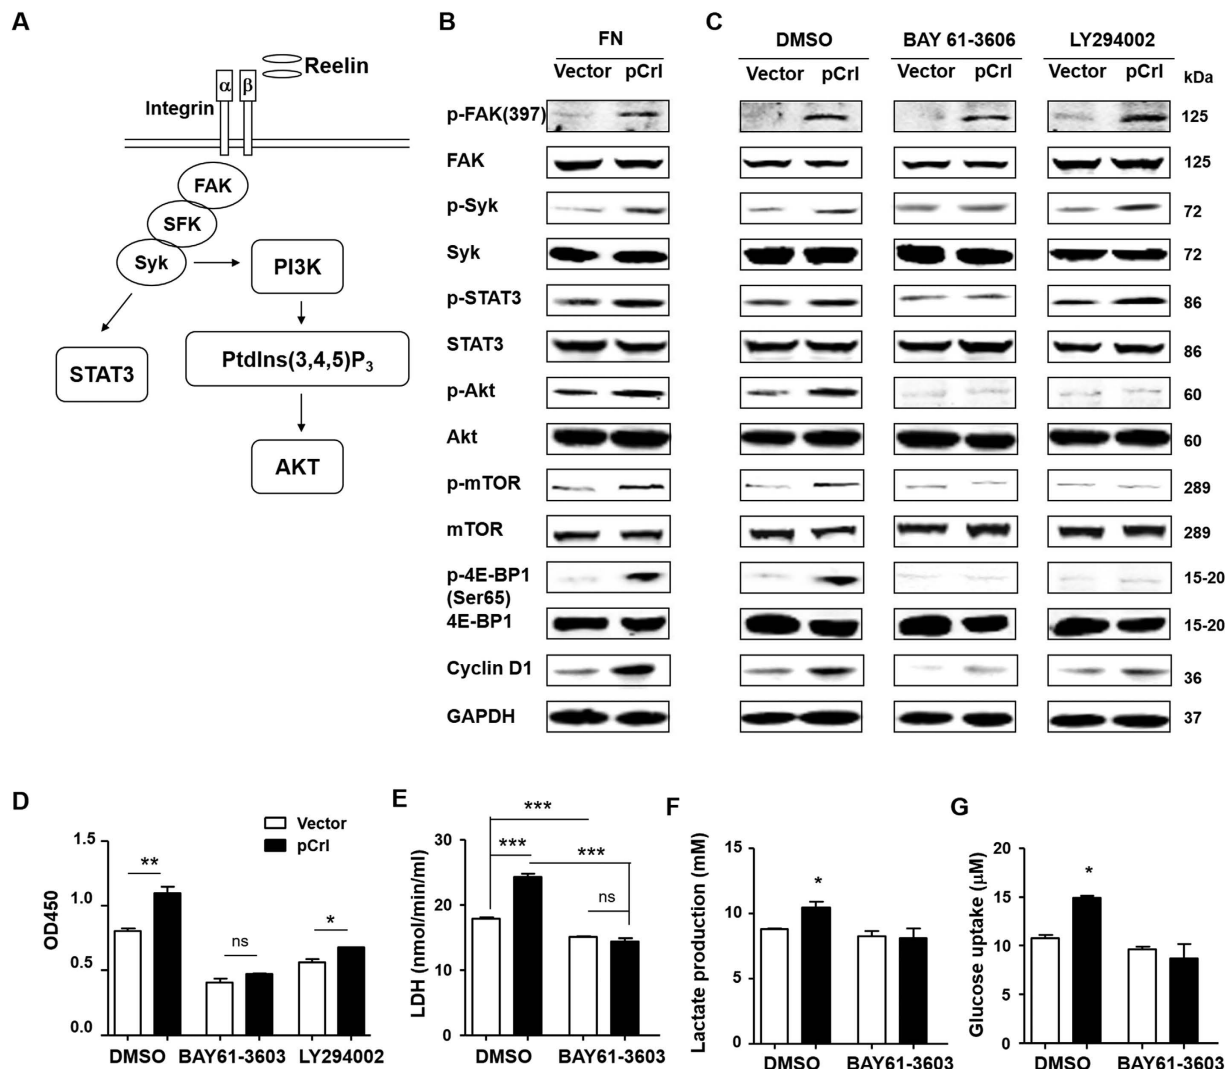 A
Reelin
α β
Integrin
FAK
SFK
Syk
PI3K
PtdIns(3,4,5)P3
STAT3
AKT
B
FN
Vector pCrl
C
DMSO BAY 61-3606 LY294002
Vector pCrl Vector pCrl Vector pCrl kDa
p-FAK(397) 125
FAK 125
p-Syk 72
Syk 72
p-STAT3 86
STAT3 86
p-Akt 60
Akt 60
p-mTOR 289
mTOR 289
p-4E-BP1 15-20
(Ser65)
4E-BP1 15-20
Cyclin D1 36
GAPDH 37
D
Vector
pCrl
OD450
1.5
1.0
0.5
0.0
**
ns
*
DMSO BAY61-3603 LY294002
E
LDH (nmol/min/ml)
30
20
10
0
***
*** ***
ns
DMSO BAY61-3603
F
Lactate production (mM)
15
10
5
0
*
DMSO BAY61-3603
G
Glucose uptake (µM)
20
15
10
5
0
*
DMSO BAY61-3603